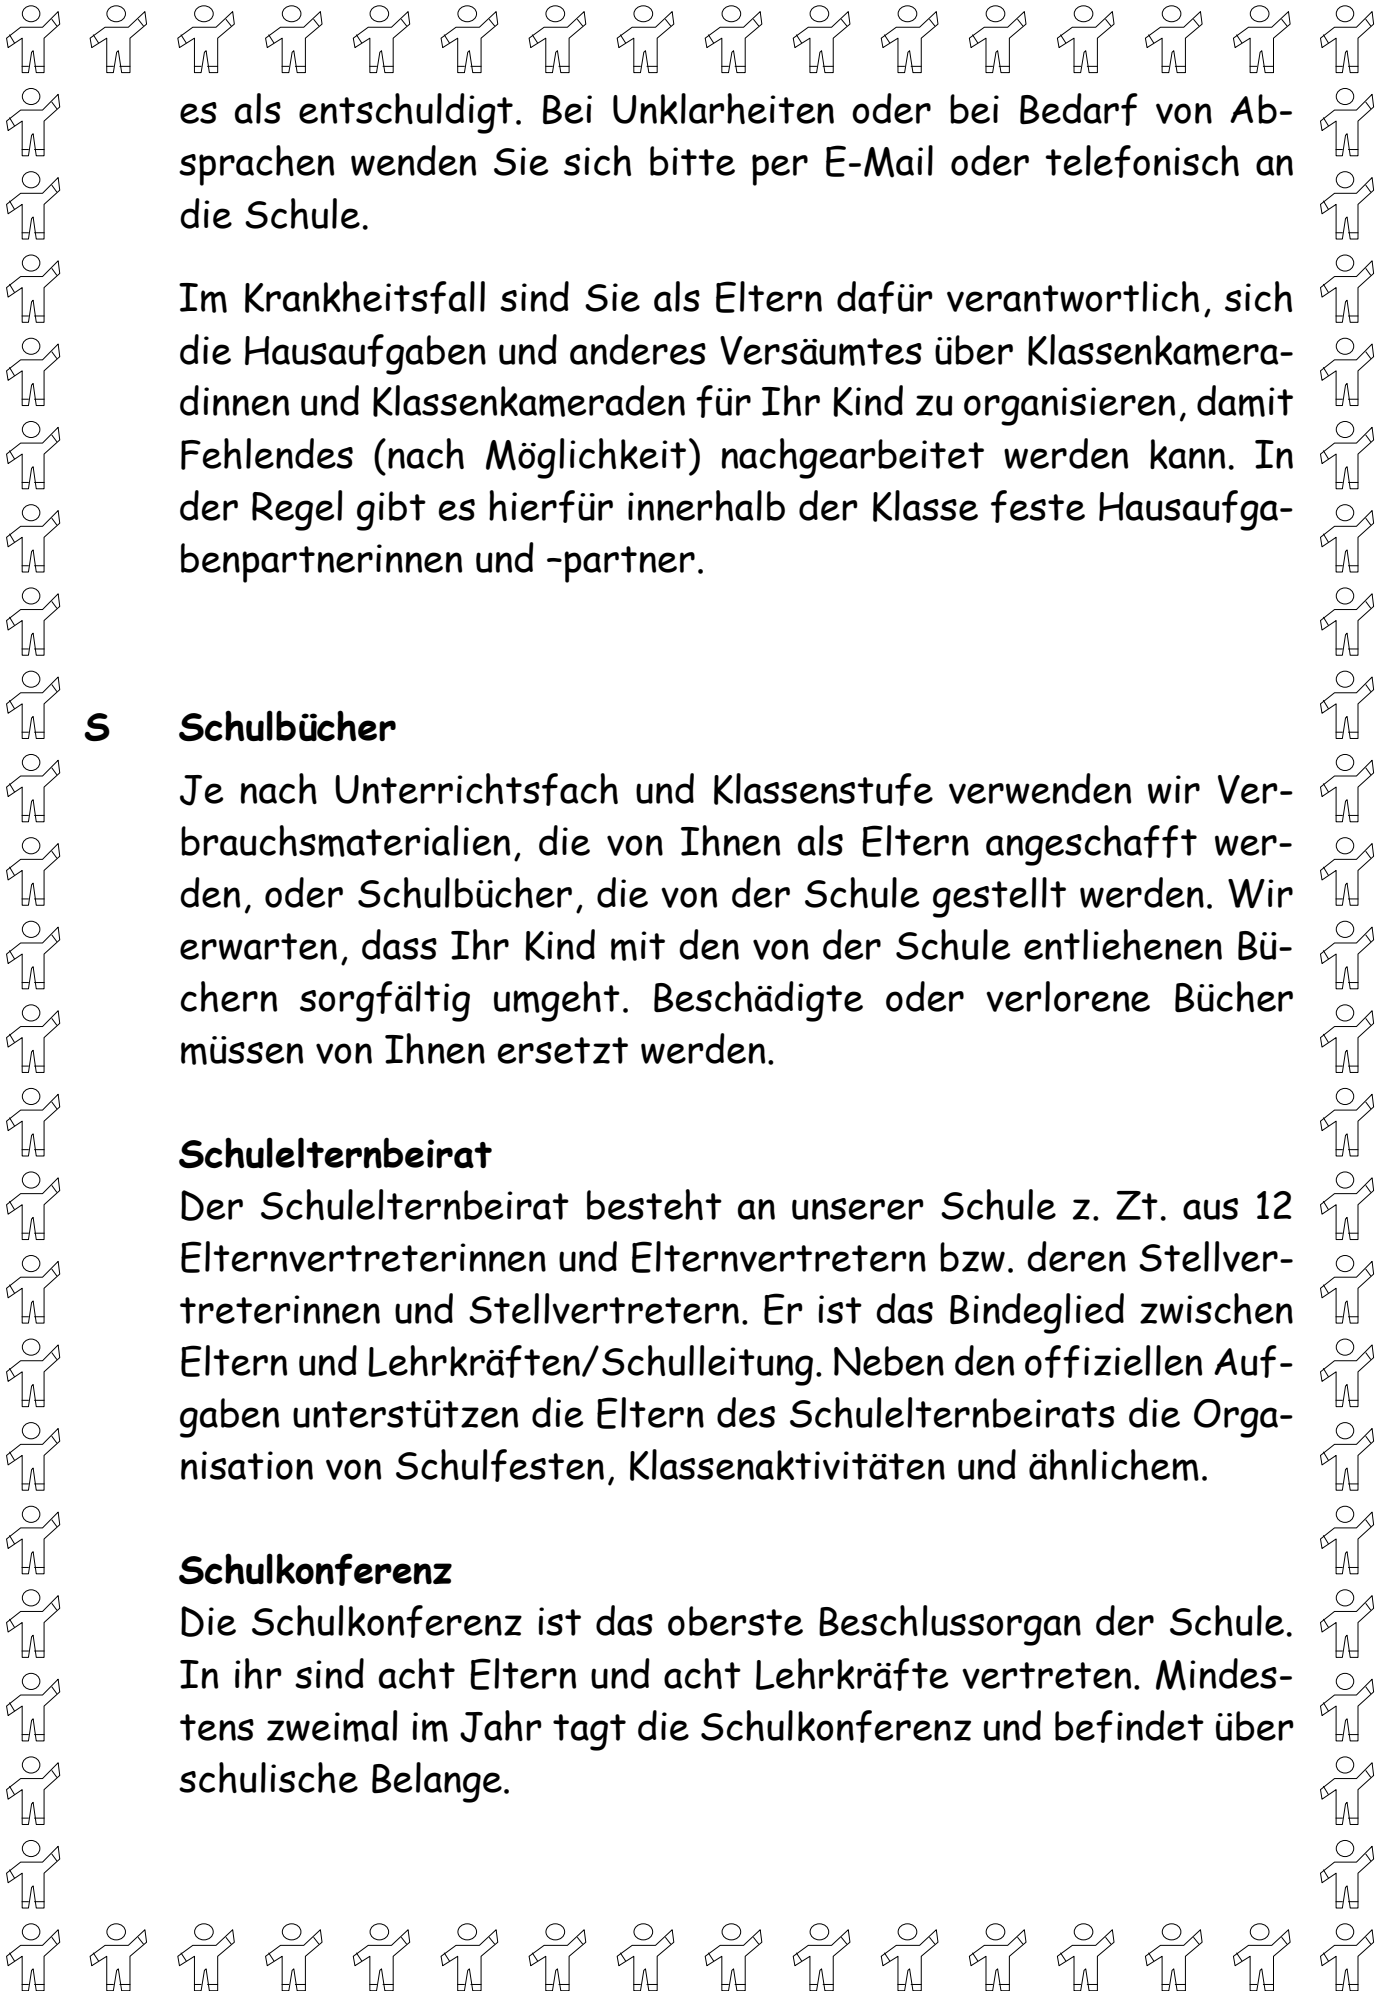 es als entschuldigt. Bei Unklarheiten oder bei Bedarf von Ab-
sprachen wenden Sie sich bitte per E-Mail oder telefonisch an
die Schule.
Im Krankheitsfall sind Sie als Eltern dafür verantwortlich, sich
die Hausaufgaben und anderes Versäumtes über Klassenkamera-
dinnen und Klassenkameraden für Ihr Kind zu organisieren, damit
Fehlendes (nach Möglichkeit) nachgearbeitet werden kann. In
der Regel gibt es hierfür innerhalb der Klasse feste Hausaufga-
benpartnerinnen und –partner.
S Schulbücher
Je nach Unterrichtsfach und Klassenstufe verwenden wir Ver-
brauchsmaterialien, die von Ihnen als Eltern angeschafft wer-
den, oder Schulbücher, die von der Schule gestellt werden. Wir
erwarten, dass Ihr Kind mit den von der Schule entliehenen Bü-
chern sorgfältig umgeht. Beschädigte oder verlorene Bücher
müssen von Ihnen ersetzt werden.
Schulelternbeirat
Der Schulelternbeirat besteht an unserer Schule z. Zt. aus 12
Elternvertreterinnen und Elternvertretern bzw. deren Stellver-
treterinnen und Stellvertretern. Er ist das Bindeglied zwischen
Eltern und Lehrkräften/Schulleitung. Neben den offiziellen Auf-
gaben unterstützen die Eltern des Schulelternbeirats die Orga-
nisation von Schulfesten, Klassenaktivitäten und ähnlichem.
Schulkonferenz
Die Schulkonferenz ist das oberste Beschlussorgan der Schule.
In ihr sind acht Eltern und acht Lehrkräfte vertreten. Mindes-
tens zweimal im Jahr tagt die Schulkonferenz und befindet über
schulische Belange.